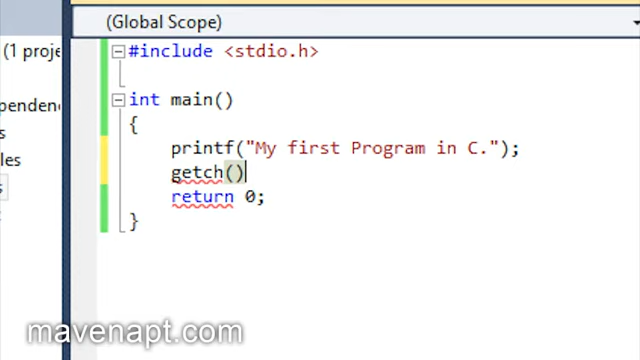 (Global Scope)
(1 proje
#include <stdio.h>
ependenc
int main()
s
{
les
printf("My first Program in C.");
getch()
s
return 0;
}
mavenapt.com